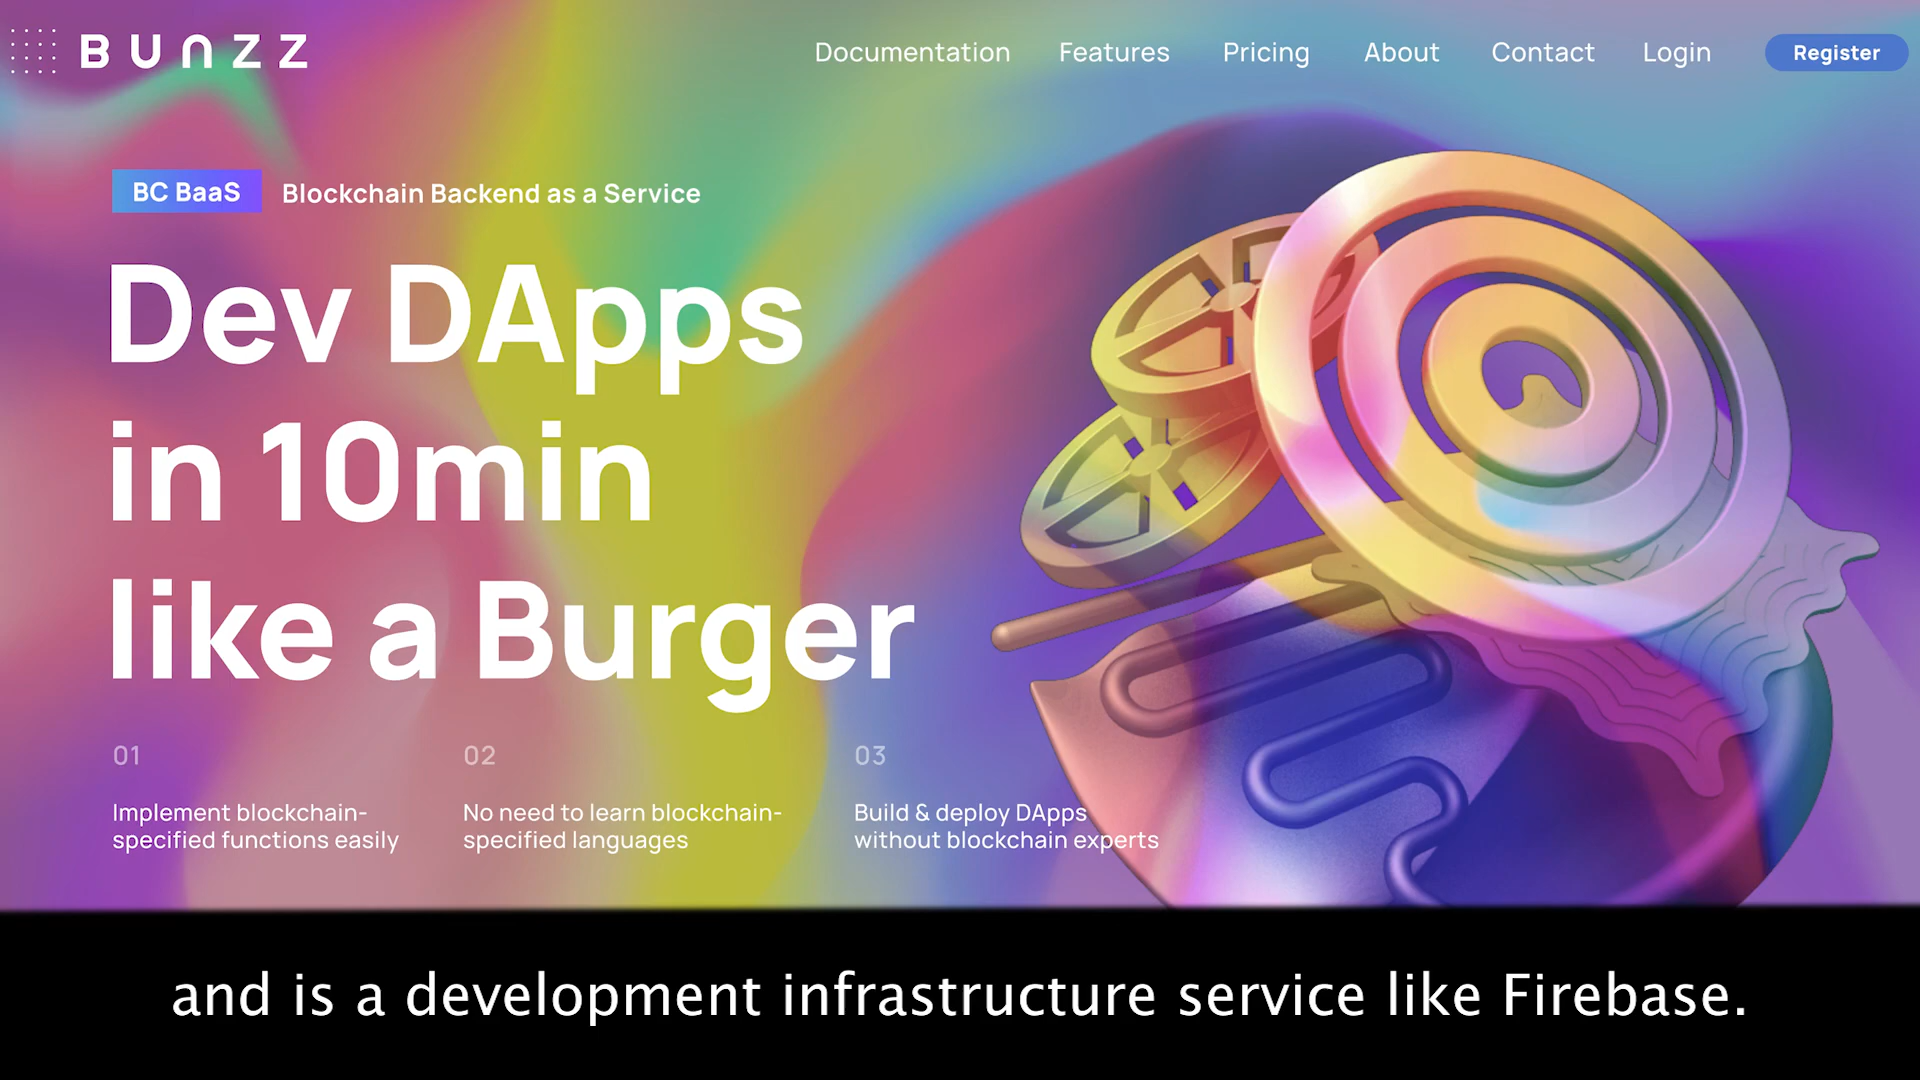 BUNZZ
Documentation Features Pricing About Contact Login Register
BC BaaS Blockchain Backend as a Service
Dev DApps
in 10min
like a Burger
01
Implement blockchain-
specified functions easily
02
No need to learn blockchain-
specified languages
03
Build & deploy DApps
without blockchain experts
and is a development infrastructure service like Firebase.